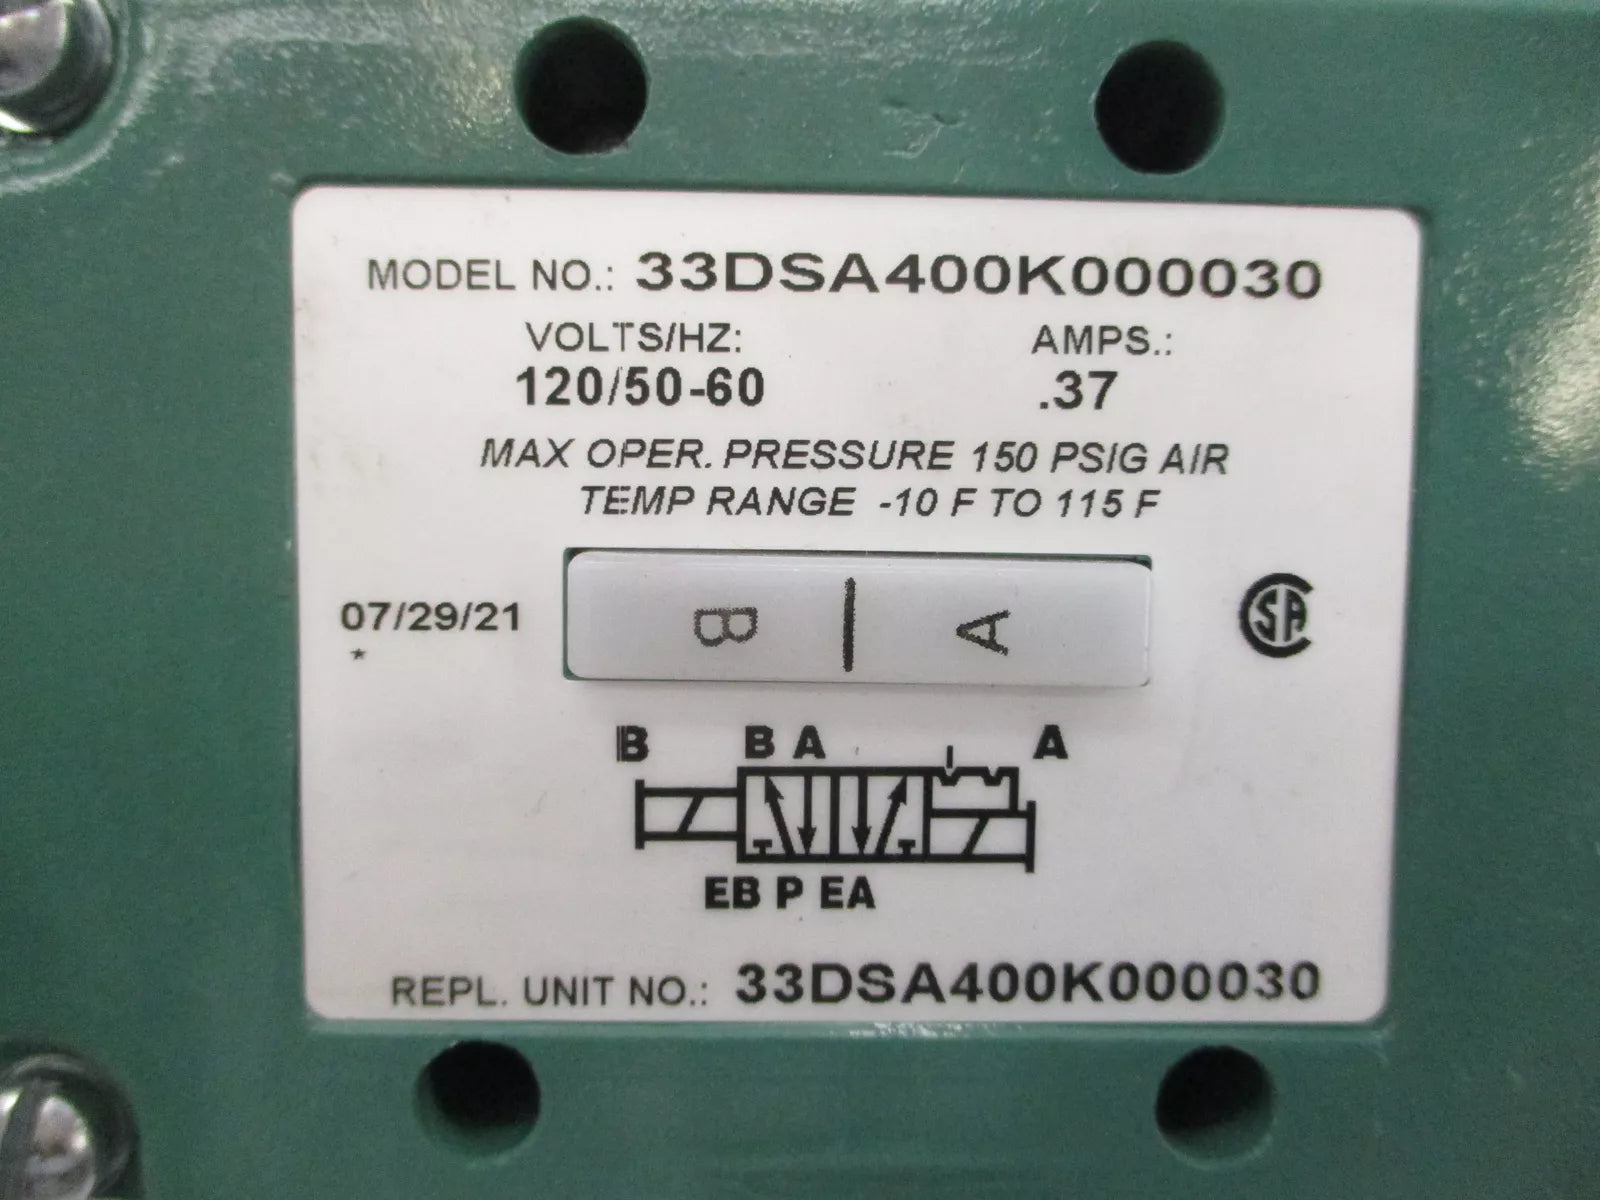 MODEL NO.: 33DSA400K000030
VOLTS/HZ: AMPS.:
120/50-60 .37
MAX OPER. PRESSURE 150 PSIG AIR
TEMP RANGE -10 F TO 115 F
07/29/21
*
B | A
SA
B B A A
EB P EA
REPL. UNIT NO.: 33DSA400K000030